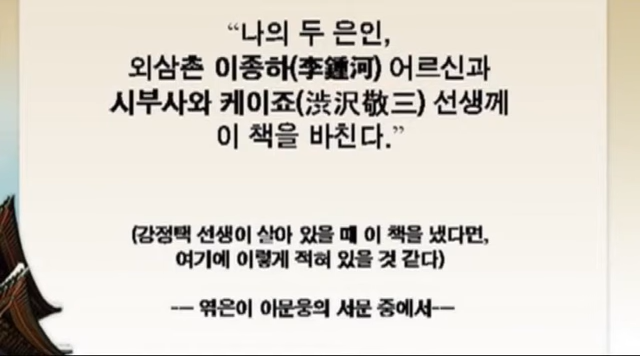 “나의 두 은인,
외삼촌 이종하(李鍾河) 어르신과
시부사와 케이죠(渋沢敬三) 선생께
이 책을 바친다.”
(강정택 선생이 살아 있을 때 이 책을 냈다면,
여기에 이렇게 적혀 있을 것 같다)
--- 엮은이 이문웅의 서문 중에서---